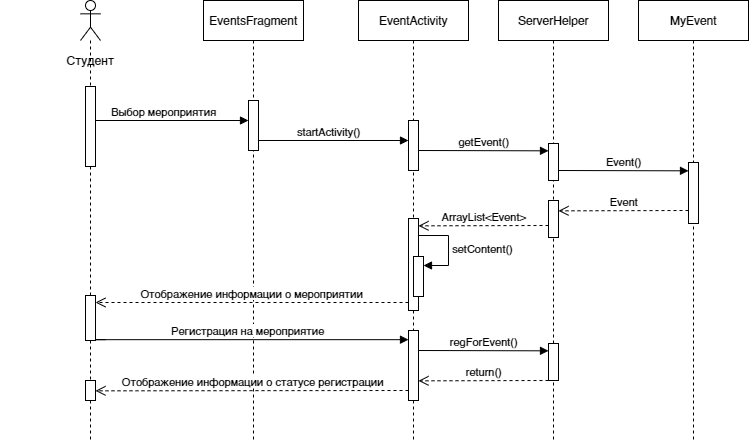 EventsFragment
EventActivity
ServerHelper
MyEvent
Студент
Выбор мероприятия
startActivity()
getEvent()
Event()
Event
ArrayList<Event>
setContent()
Отображение информации о мероприятии
Регистрация на мероприятие
regForEvent()
return()
Отображение информации о статусе регистрации